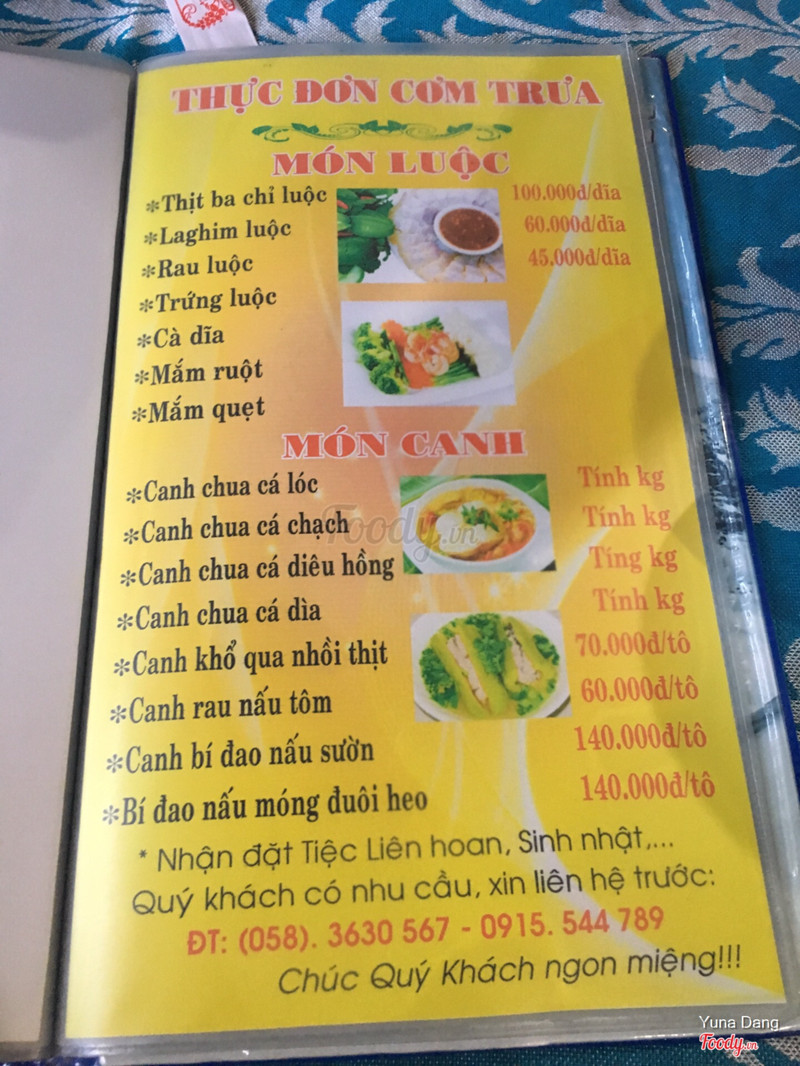 THỰC ĐƠN CƠM TRƯA
MÓN LUỘC
*Thịt ba chỉ luộc 100.000đ/dĩa
*Laghim luộc 60.000đ/dĩa
*Rau luộc 45.000đ/dĩa
*Trứng luộc
*Cà dĩa
*Mắm ruột
*Mắm quẹt
MÓN CANH
*Canh chua cá lóc Tính kg
*Canh chua cá chạch Tính kg
*Canh chua cá diêu hồng Tíng kg
*Canh chua cá dìa Tính kg
*Canh khổ qua nhồi thịt 70.000đ/tô
*Canh rau nấu tôm 60.000đ/tô
*Canh bí đao nấu sườn 140.000đ/tô
*Bí đao nấu móng đuôi heo 140.000đ/tô
* Nhận đặt Tiệc Liên hoan, Sinh nhật,...
Quý khách có nhu cầu, xin liên hệ trước:
ĐT: (058). 3630 567 - 0915. 544 789
Chúc Quý Khách ngon miệng!!!
Foody.vn
Yuna Dang
Foody.vn